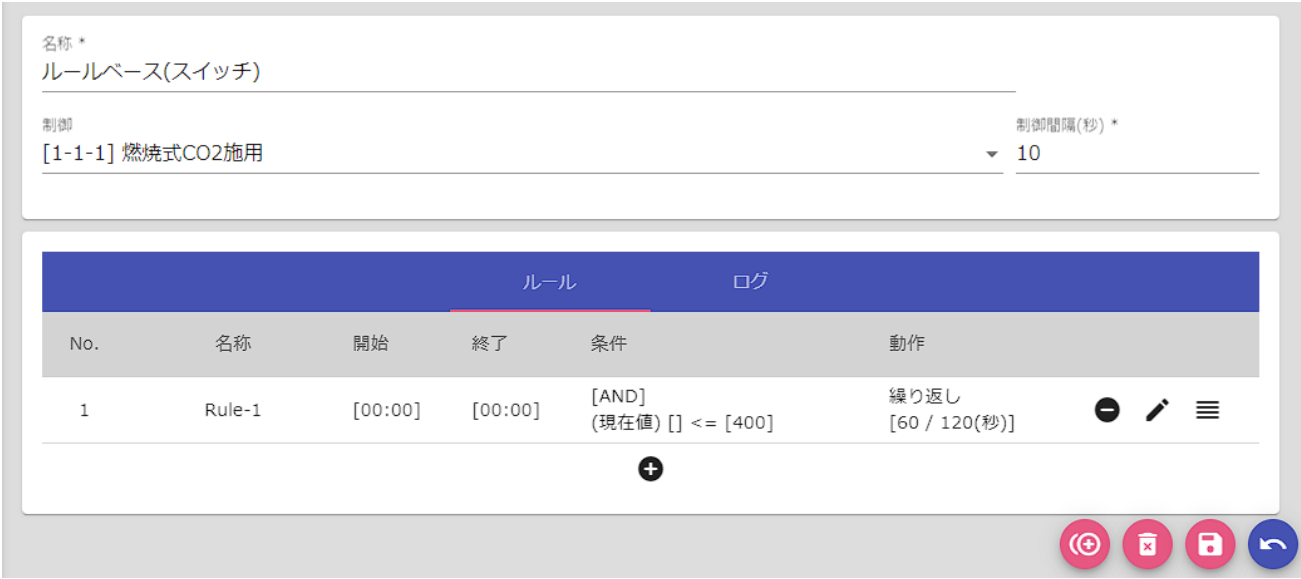 名称 *
ルールベース(スイッチ)
制御
制御間隔(秒) *
[1-1-1] 燃焼式CO2施用
10
ルール
ログ
No.
名称
開始
終了
条件
動作
1
Rule-1
[00:00]
[00:00]
[AND]
(現在値) [] <= [400]
繰り返し
[60 / 120(秒)]